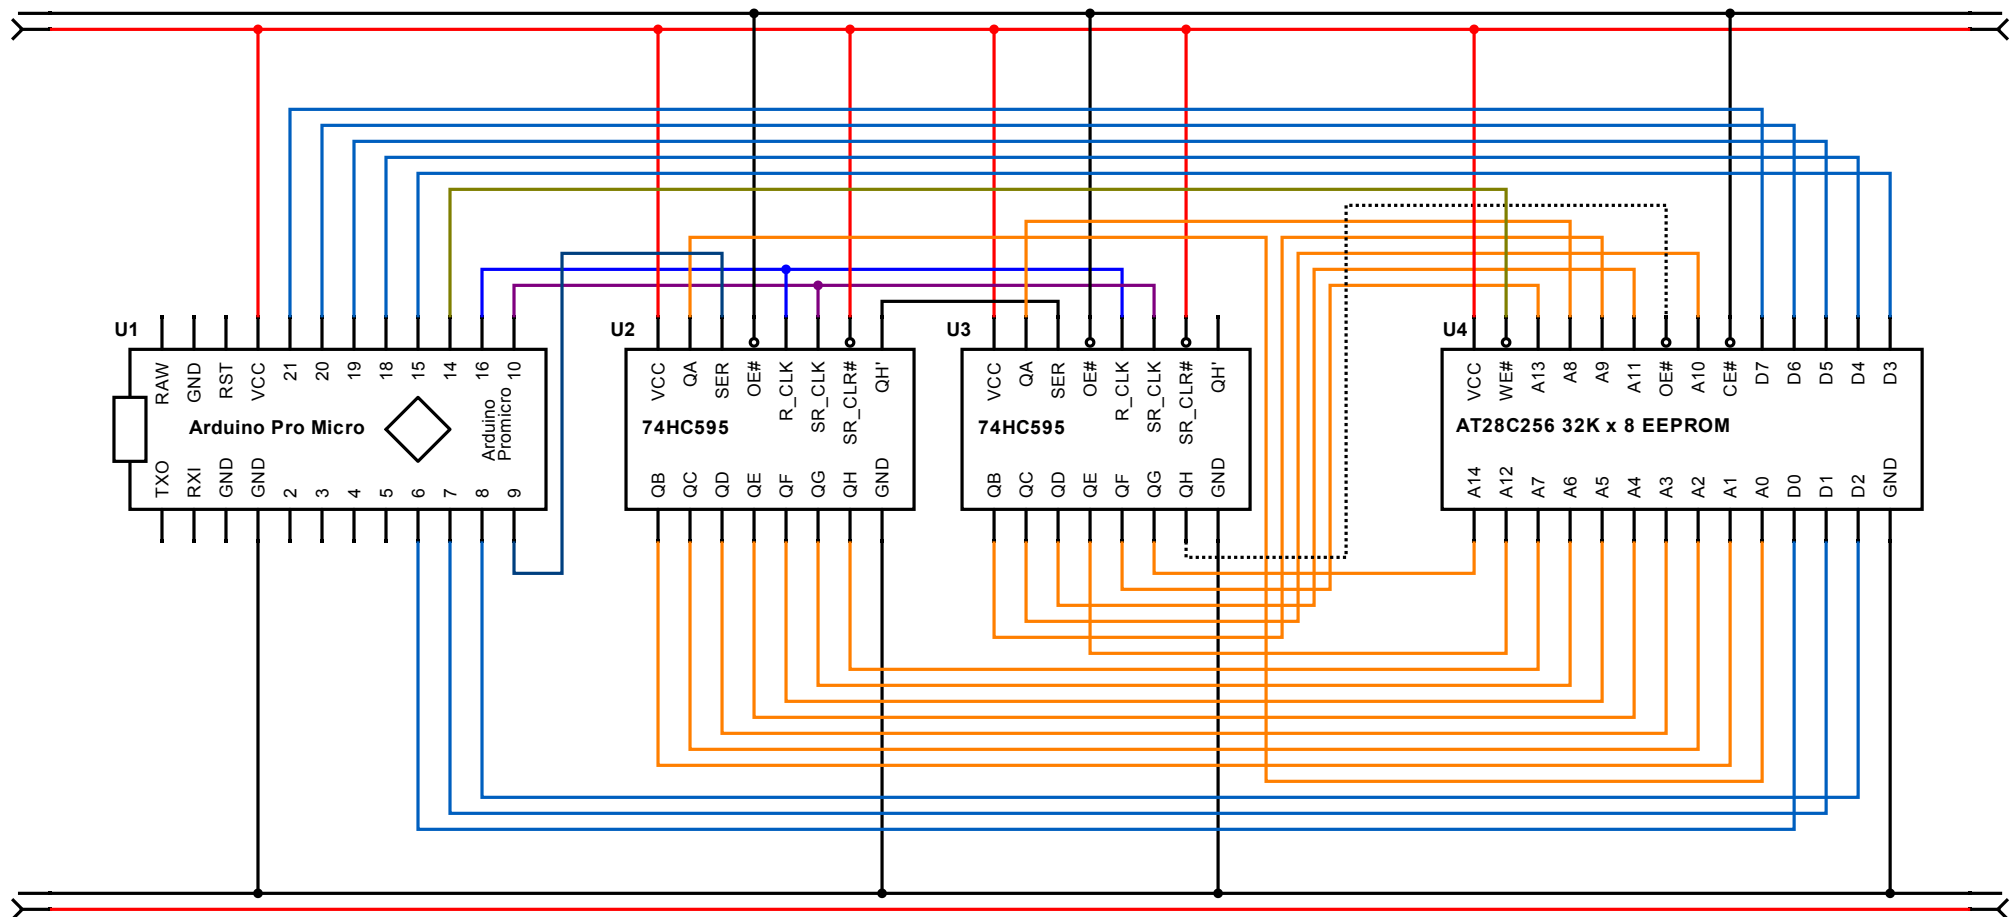 U1
RAW
GND
RST
VCC
21
20
19
18
15
14
16
10
Arduino Pro Micro
Arduino
Promicro
TXO
RXI
GND
GND
2
3
4
5
6
7
8
9
U2
VCC
QA
SER
OE#
R_CLK
SR_CLK
SR_CLR#
QH'
74HC595
QB
QC
QD
QE
QF
QG
QH
GND
U3
VCC
QA
SER
OE#
R_CLK
SR_CLK
SR_CLR#
QH'
74HC595
QB
QC
QD
QE
QF
QG
QH
GND
U4
VCC
WE#
A13
A8
A9
A11
OE#
A10
CE#
D7
D6
D5
D4
D3
AT28C256 32K x 8 EEPROM
A14
A12
A7
A6
A5
A4
A3
A2
A1
A0
D0
D1
D2
GND